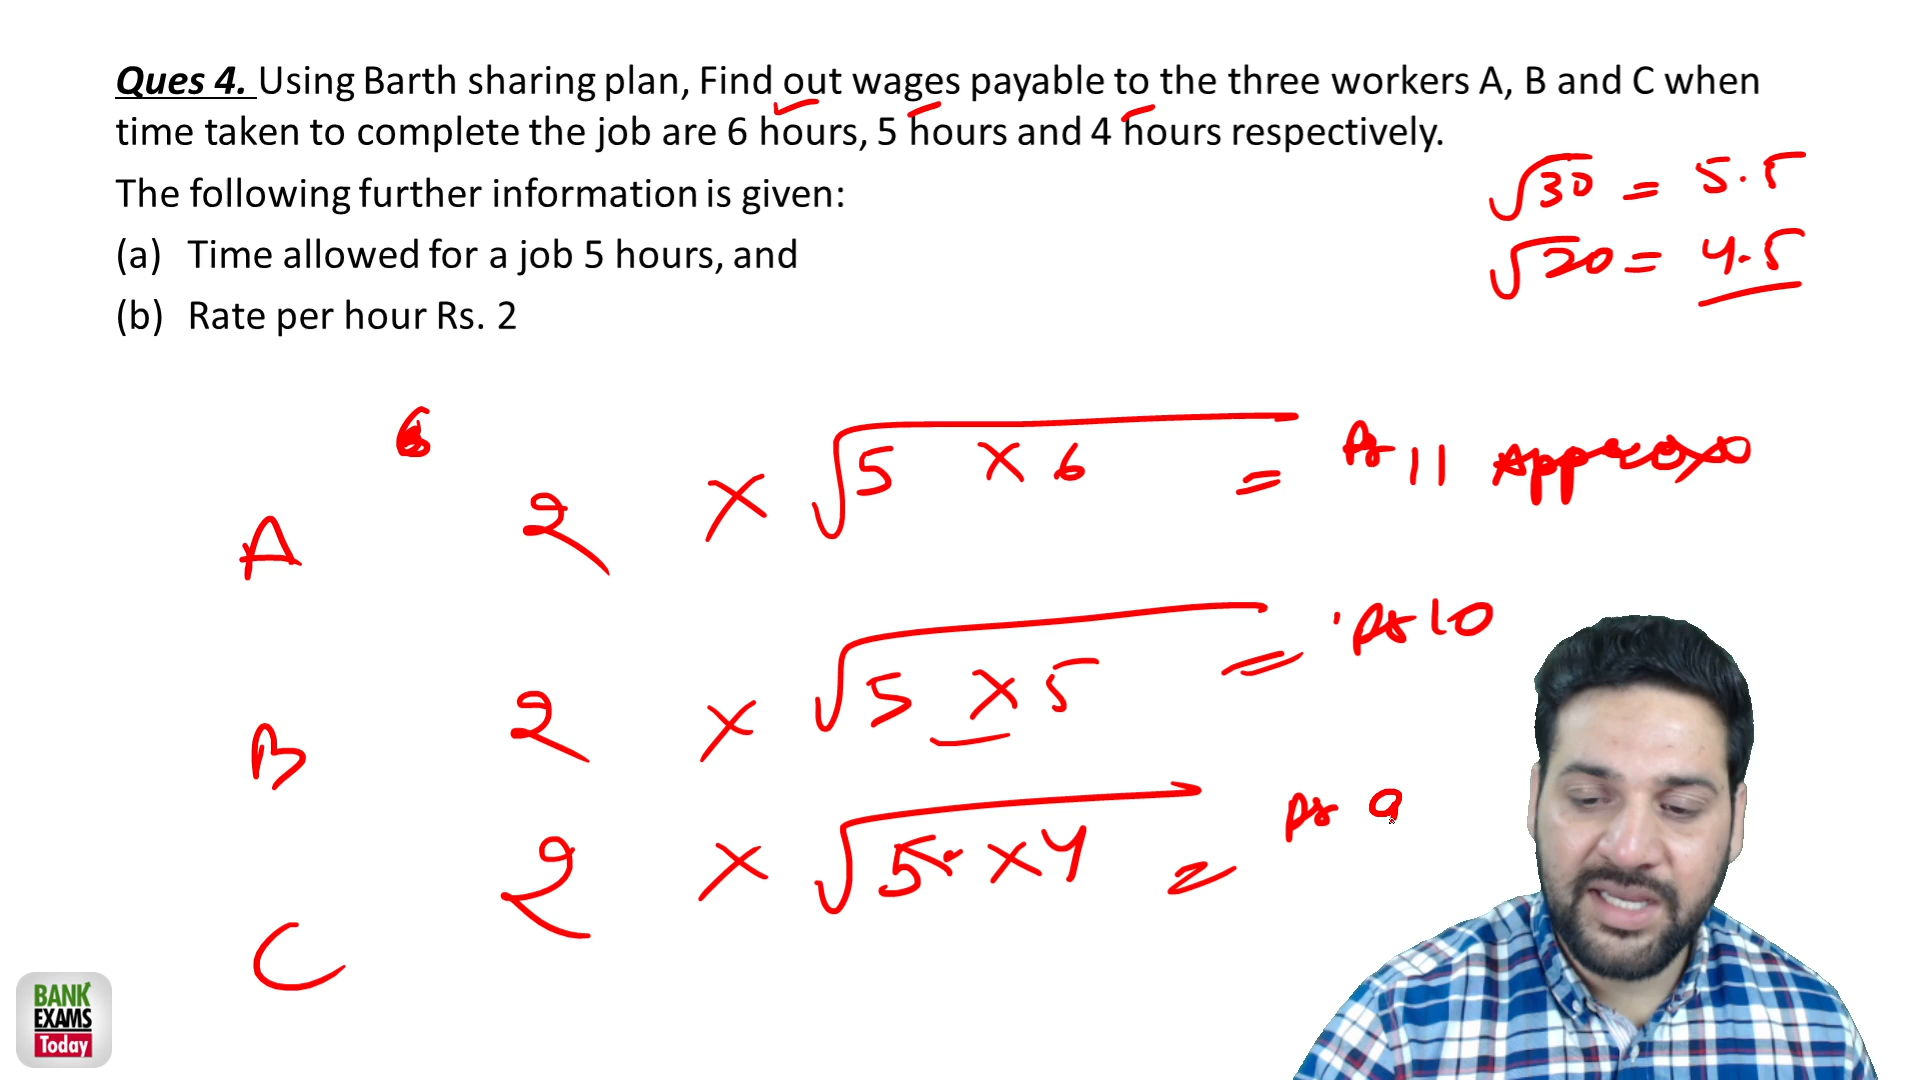 Ques 4. Using Barth sharing plan, Find out wages payable to the three workers A, B and C when
time taken to complete the job are 6 hours, 5 hours and 4 hours respectively.
The following further information is given:
(a) Time allowed for a job 5 hours, and
(b) Rate per hour Rs. 2
√30 = 5.5
√20 = 4.5
6
A 2 × √5 × 6 = Rs 11 Approx
B 2 × √5 × 5 = Rs 10
C 2 × √5 × 4 = Rs 9
BANK
EXAMS
Today